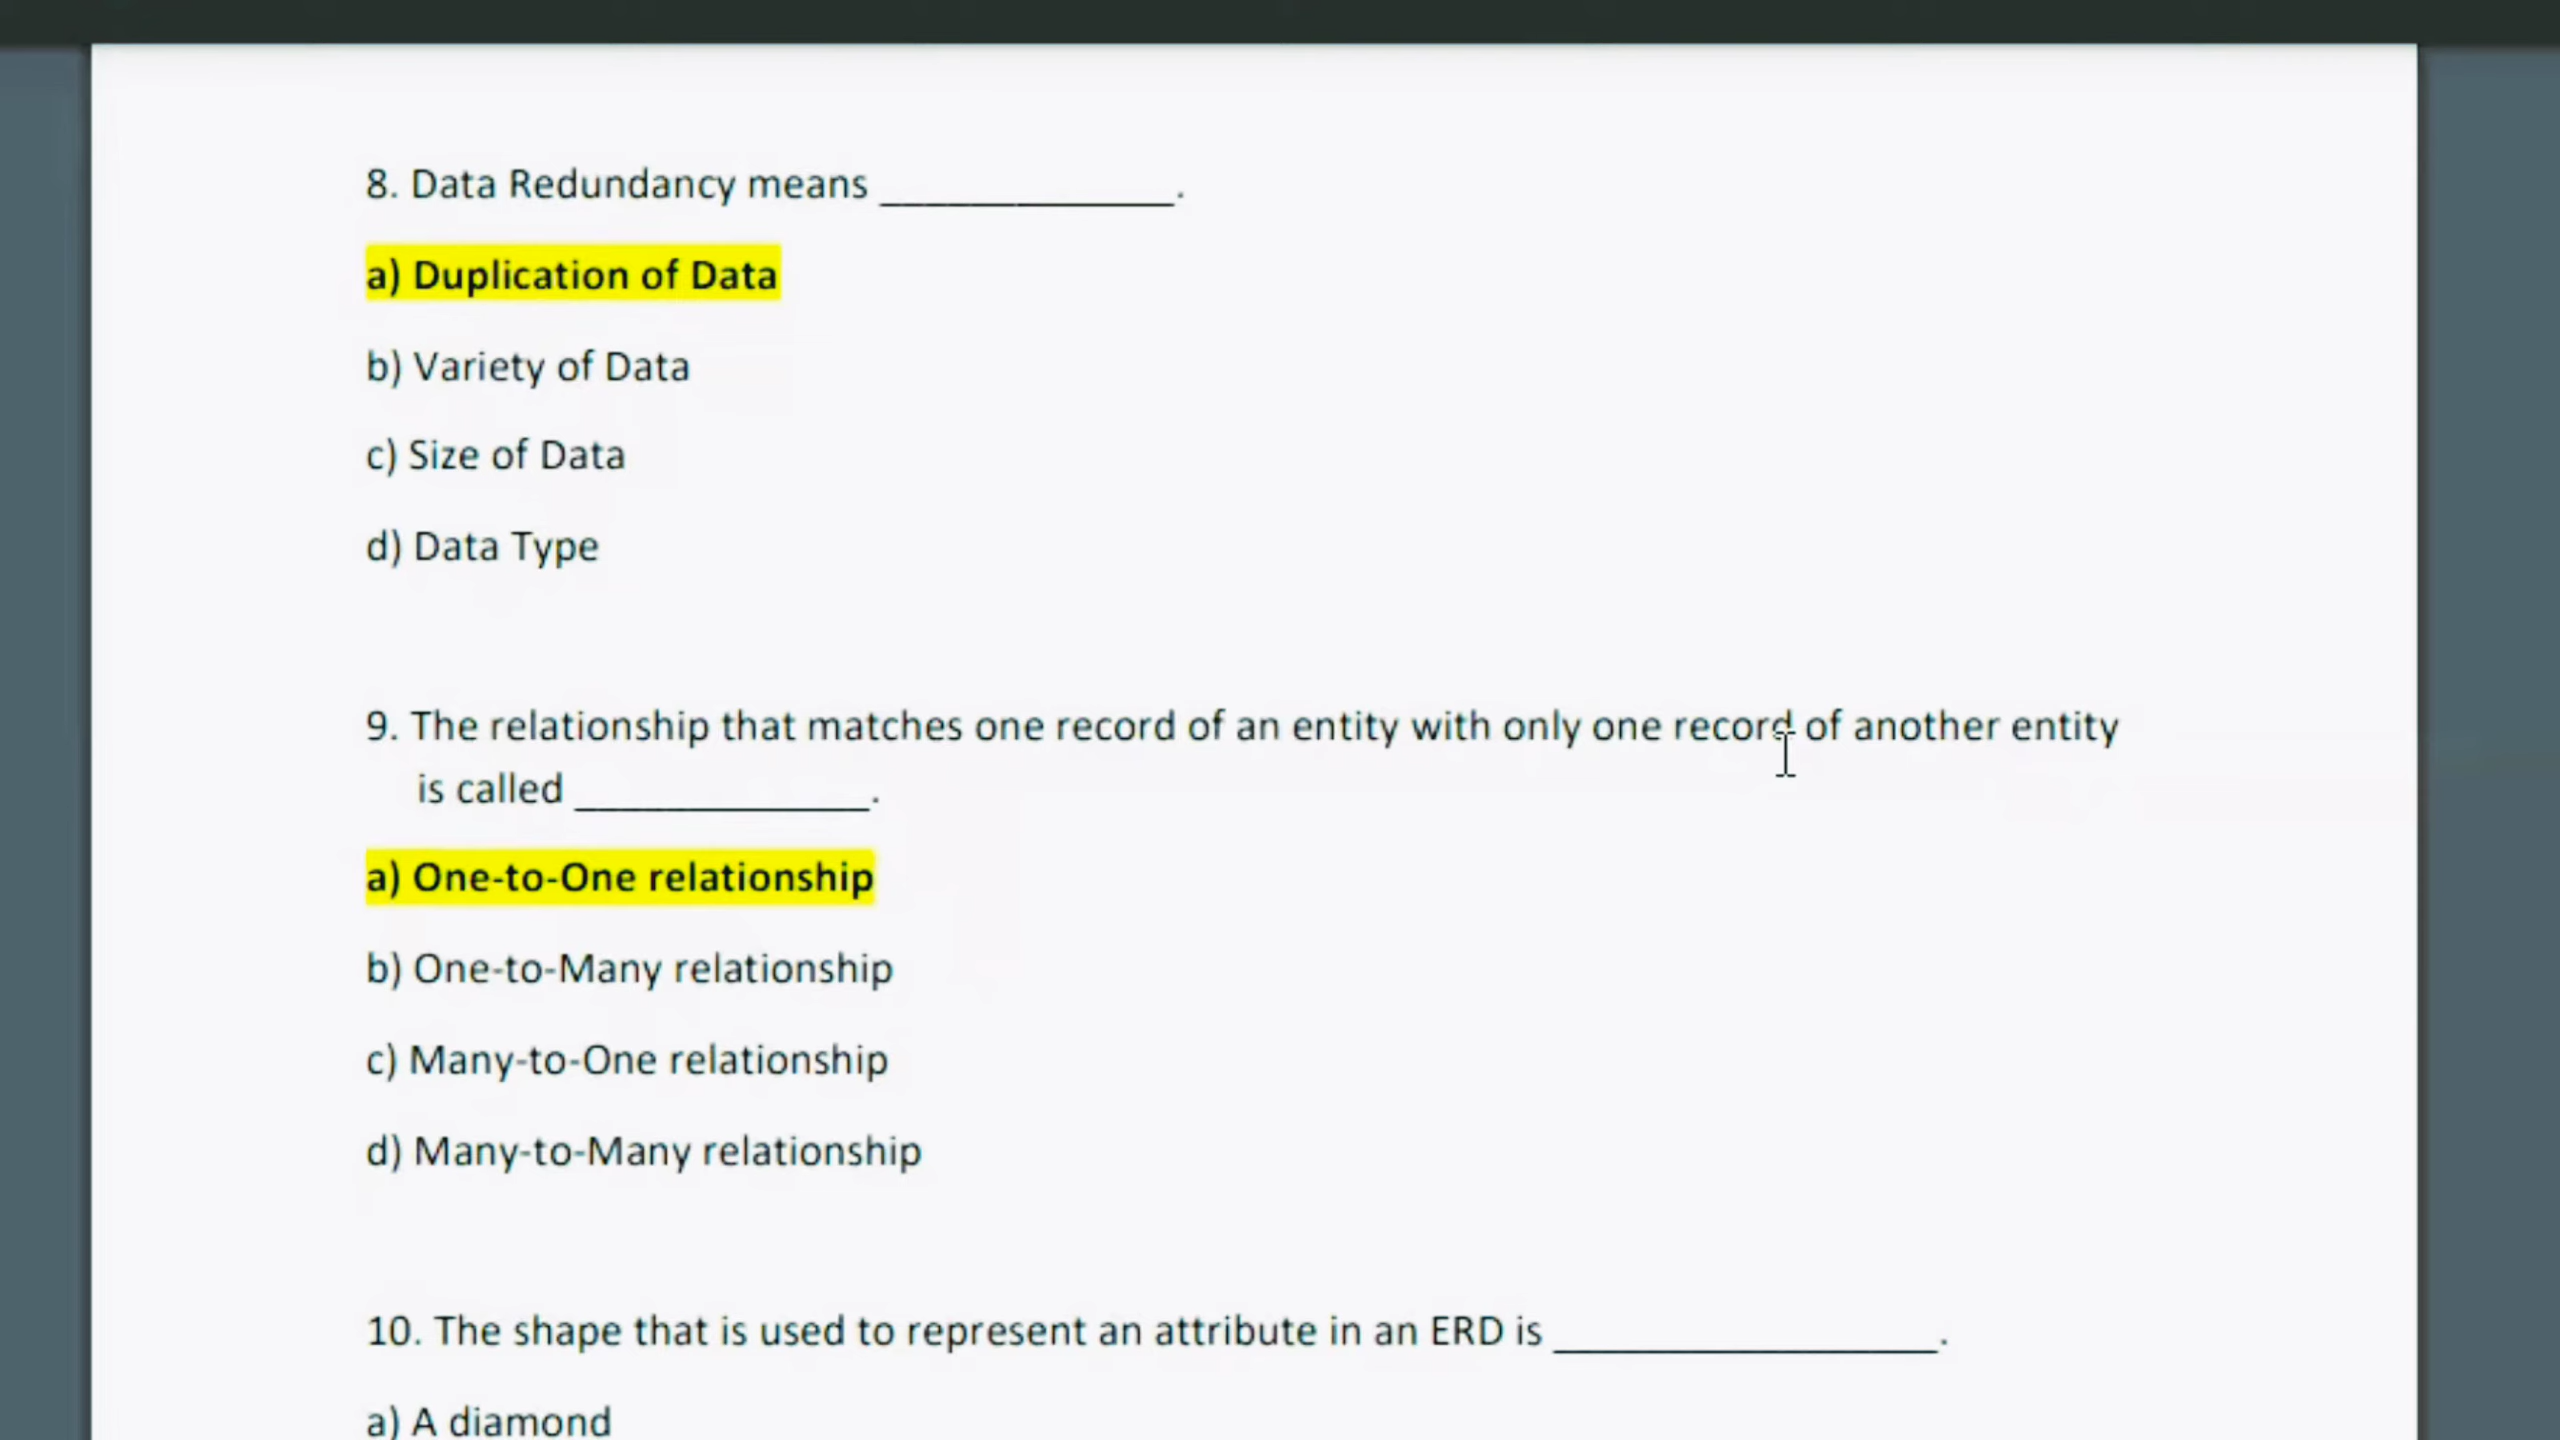 8. Data Redundancy means _____________.
a) Duplication of Data
b) Variety of Data
c) Size of Data
d) Data Type
9. The relationship that matches one record of an entity with only one record of another entity
is called _____________.
a) One-to-One relationship
b) One-to-Many relationship
c) Many-to-One relationship
d) Many-to-Many relationship
10. The shape that is used to represent an attribute in an ERD is _________________.
a) A diamond